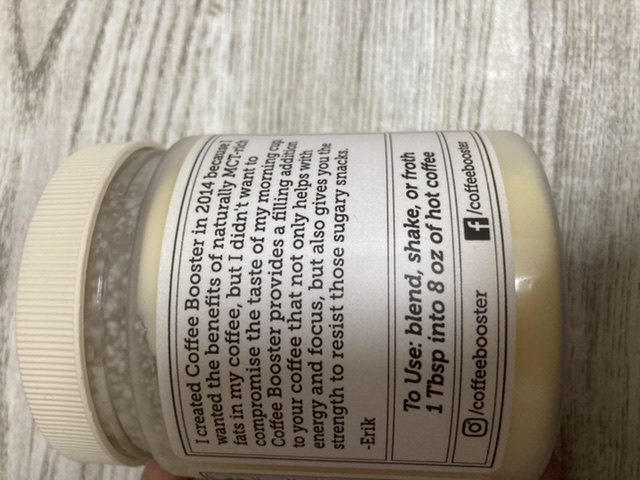 I created Coffee Booster in 2014 because I
wanted the benefits of naturally MCT-rich
fats in my coffee, but I didn't want to
compromise the taste of my morning cup.
Coffee Booster provides a filling addition
to your coffee that not only helps with
energy and focus, but also gives you the
strength to resist those sugary snacks.
-Erik
To Use: blend, shake, or froth
1 Tbsp into 8 oz of hot coffee
/coffeebooster f/coffeebooster